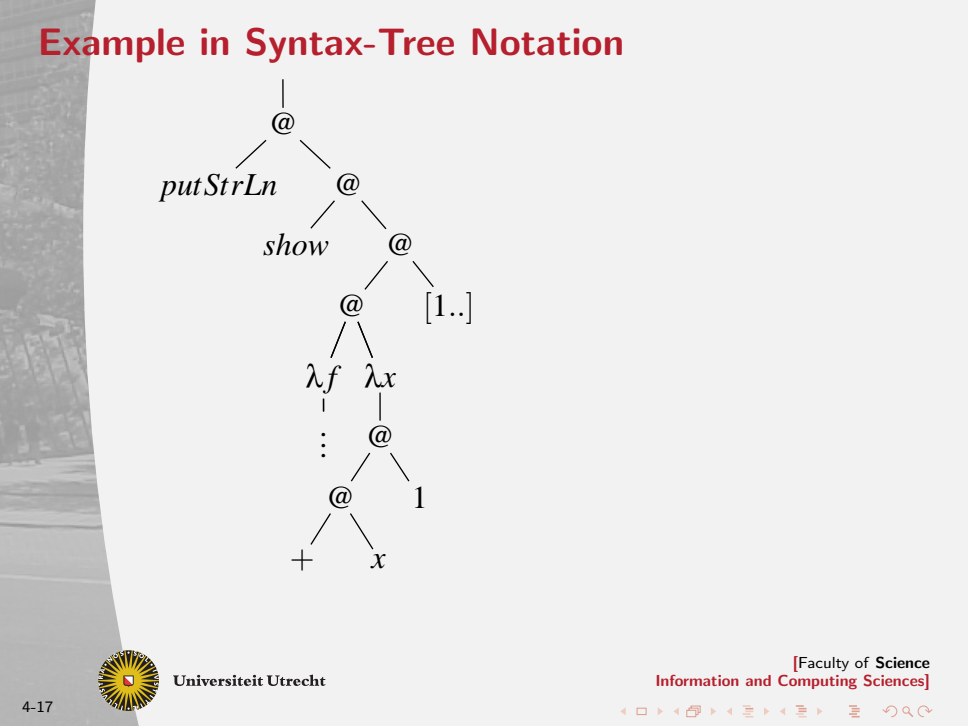 Example in Syntax-Tree Notation
@
putStrLn @
show @
@ [1..]
λf λx
⋮ @
@ 1
+ x
Universiteit Utrecht
[Faculty of Science
Information and Computing Sciences]
4-17